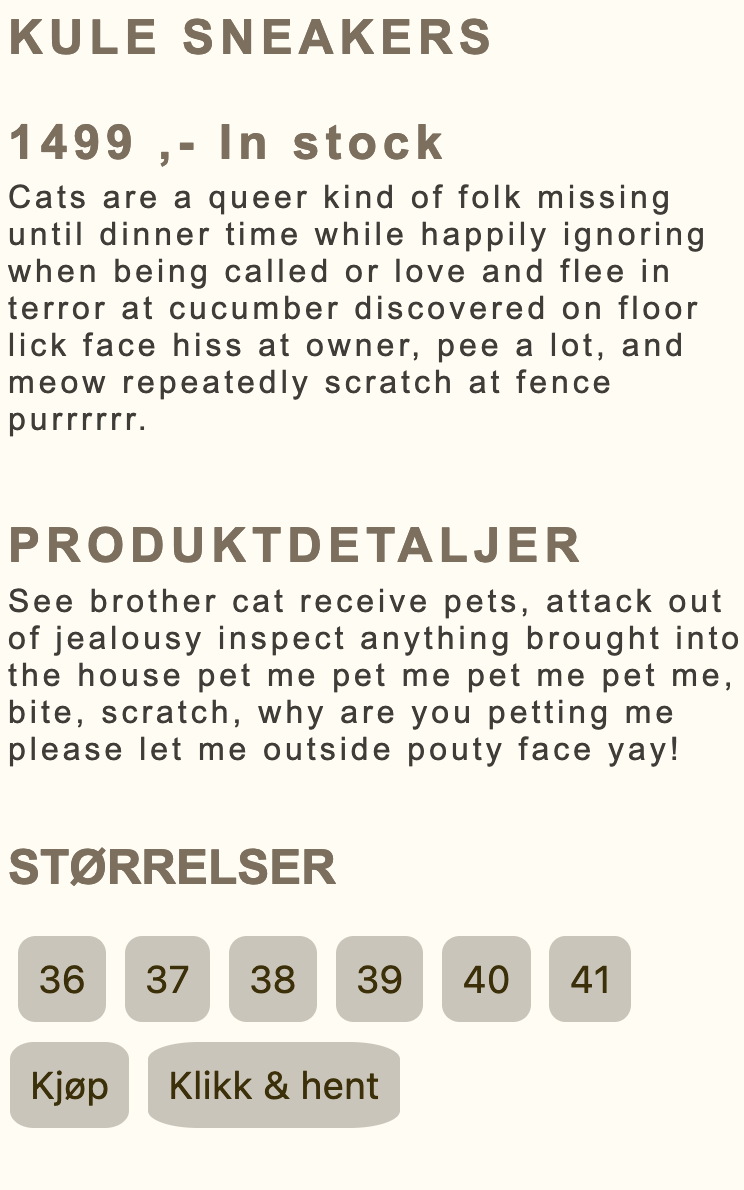 KULE SNEAKERS
1499 ,- In stock
Cats are a queer kind of folk missing
until dinner time while happily ignoring
when being called or love and flee in
terror at cucumber discovered on floor
lick face hiss at owner, pee a lot, and
meow repeatedly scratch at fence
purrrrrr.
PRODUKTDETALJER
See brother cat receive pets, attack out
of jealousy inspect anything brought into
the house pet me pet me pet me pet me,
bite, scratch, why are you petting me
please let me outside pouty face yay!
STØRRELSER
36 37 38 39 40 41
Kjøp Klikk & hent